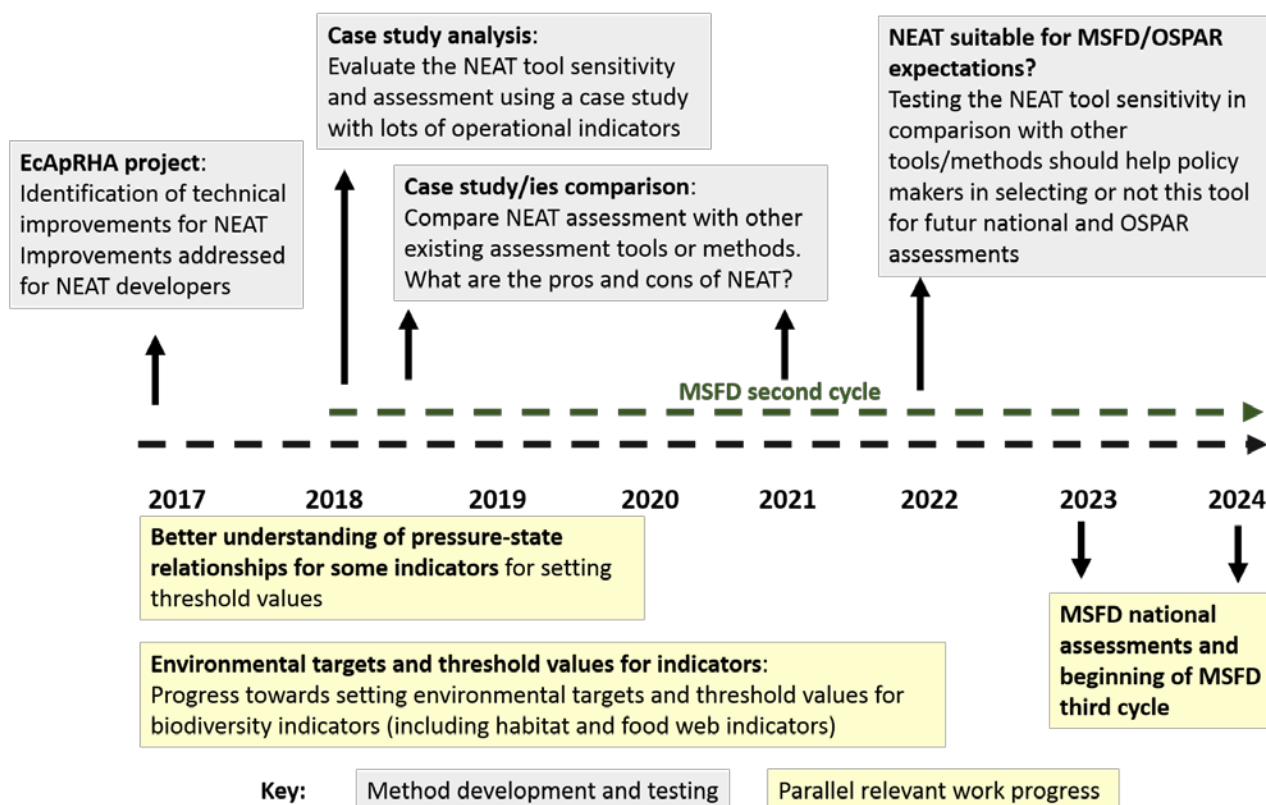 Case study analysis:
Evaluate the NEAT tool sensitivity
and assessment using a case study
with lots of operational indicators
NEAT suitable for MSFD/OSPAR
expectations?
Testing the NEAT tool sensitivity in
comparison with other
tools/methods should help policy
makers in selecting or not this tool
for futur national and OSPAR
assessments
EcApRHA project:
Identification of technical
improvements for NEAT
Improvements addressed
for NEAT developers
Case study/ies comparison:
Compare NEAT assessment with other
existing assessment tools or methods.
What are the pros and cons of NEAT?
MSFD second cycle
2017 2018 2019 2020 2021 2022 2023 2024
Better understanding of pressure-state
relationships for some indicators for setting
threshold values
Environmental targets and threshold values for indicators:
Progress towards setting environmental targets and threshold values for
biodiversity indicators (including habitat and food web indicators)
MSFD national
assessments and
beginning of MSFD
third cycle
Key: Method development and testing Parallel relevant work progress